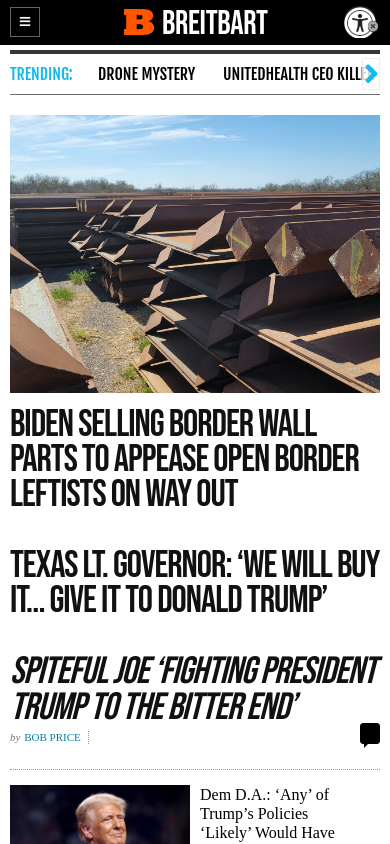 BREITBART
TRENDING: DRONE MYSTERY UNITEDHEALTH CEO
BIDEN SELLING BORDER WALL
PARTS TO APPEASE OPEN BORDER
LEFTISTS ON WAY OUT
TEXAS LT. GOVERNOR: ‘WE WILL BUY
IT… GIVE IT TO DONALD TRUMP’
SPITEFUL JOE ‘FIGHTING PRESIDENT
TRUMP TO THE BITTER END’
by BOB PRICE
Dem D.A.: ‘Any’ of
Trump’s Policies
‘Likely’ Would Have